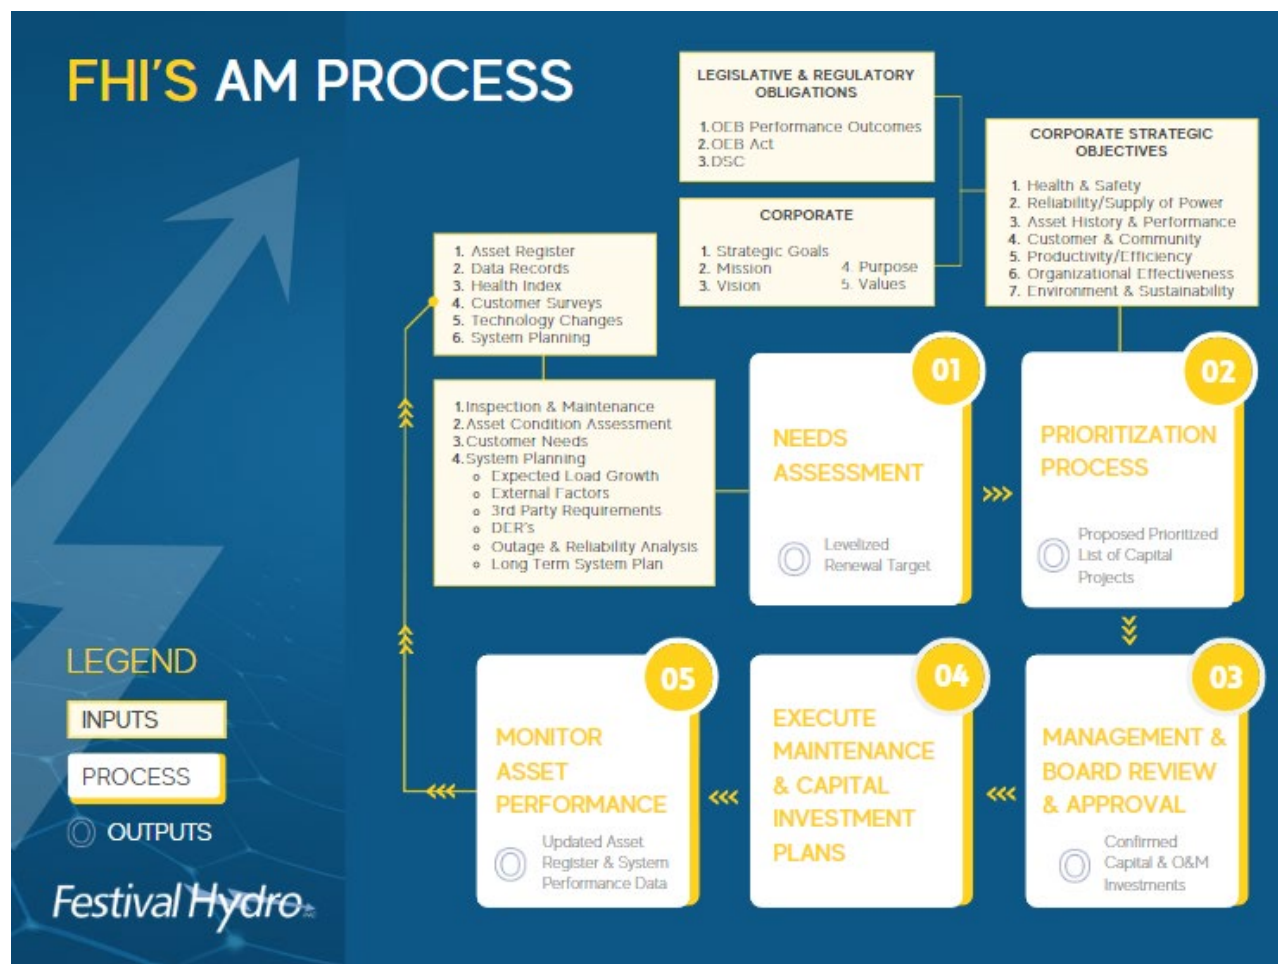 FHI'S AM PROCESS
LEGISLATIVE & REGULATORY
OBLIGATIONS
1. OEB Performance Outcomes
2. OEB Act
3. DSC
CORPORATE
1. Strategic Goals
2. Mission
3. Vision
4. Purpose
5. Values
CORPORATE STRATEGIC
OBJECTIVES
1. Health & Safety
2. Reliability/Supply of Power
3. Asset History & Performance
4. Customer & Community
5. Productivity/Efficiency
6. Organizational Effectiveness
7. Environment & Sustainability
1. Asset Register
2. Data Records
3. Health Index
4. Customer Surveys
5. Technology Changes
6. System Planning
1. Inspection & Maintenance
2. Asset Condition Assessment
3. Customer Needs
4. System Planning
o Expected Load Growth
o External Factors
o 3rd Party Requirements
o DER's
o Outage & Reliability Analysis
o Long Term System Plan
01
NEEDS
ASSESSMENT
O Levelized
Renewal Target
02
PRIORITIZATION
PROCESS
O Proposed Prioritized
List of Capital
Projects
03
MANAGEMENT &
BOARD REVIEW
& APPROVAL
O Confirmed
Capital & O&M
Investments
04
EXECUTE
MAINTENANCE
& CAPITAL
INVESTMENT
PLANS
05
MONITOR
ASSET
PERFORMANCE
O Updated Asset
Register & System
Performance Data
LEGEND
INPUTS
PROCESS
O OUTPUTS
Festival Hydro